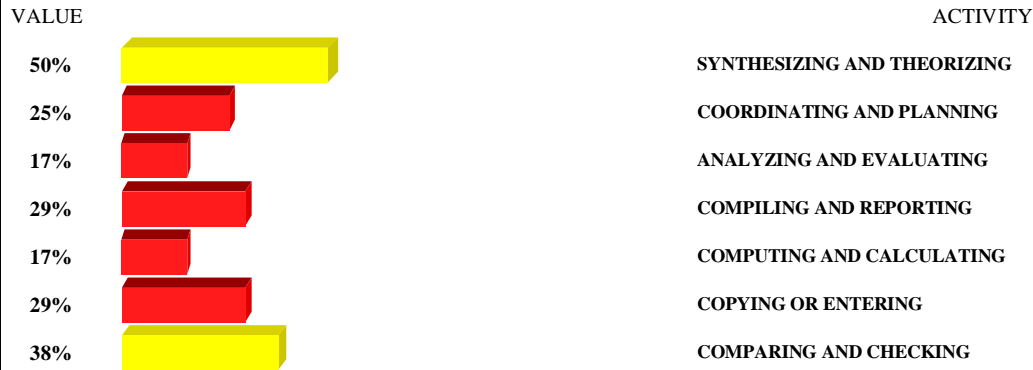 VALUE ACTIVITY
50% SYNTHESIZING AND THEORIZING
25% COORDINATING AND PLANNING
17% ANALYZING AND EVALUATING
29% COMPILING AND REPORTING
17% COMPUTING AND CALCULATING
29% COPYING OR ENTERING
38% COMPARING AND CHECKING